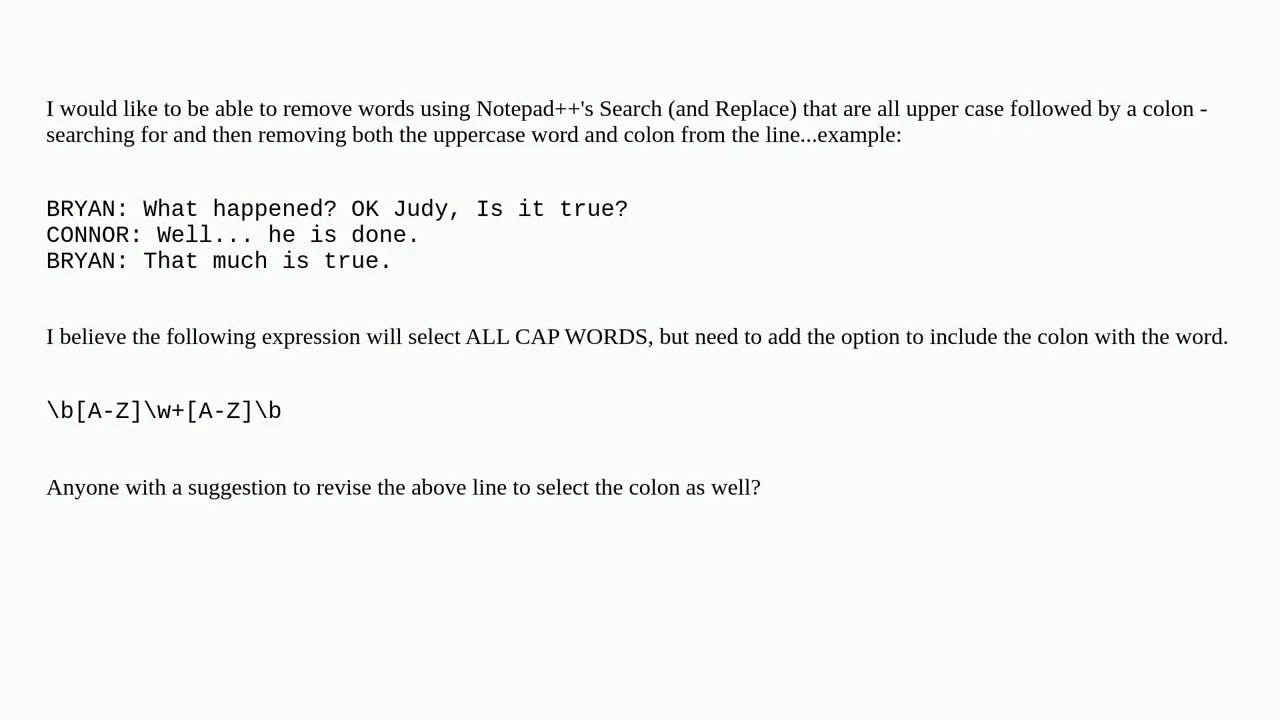 I would like to be able to remove words using Notepad++'s Search (and Replace) that are all upper case followed by a colon -
searching for and then removing both the uppercase word and colon from the line...example:
BRYAN: What happened? OK Judy, Is it true?
CONNOR: Well... he is done.
BRYAN: That much is true.
I believe the following expression will select ALL CAP WORDS, but need to add the option to include the colon with the word.
\b[A-Z]\w+[A-Z]\b
Anyone with a suggestion to revise the above line to select the colon as well?